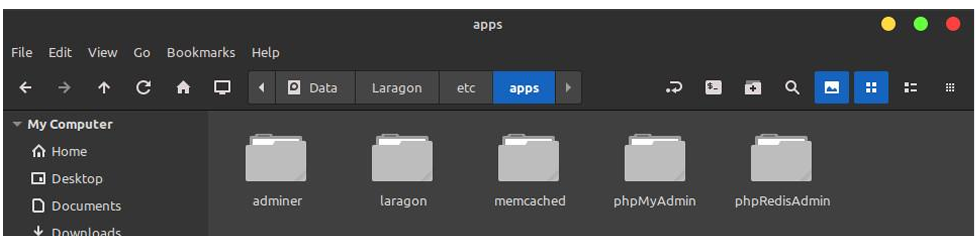 apps
File Edit View Go Bookmarks Help
Data Laragon etc apps
My Computer
Home
Desktop
Documents
Downloads
adminer laragon memcached phpMyAdmin phpRedisAdmin